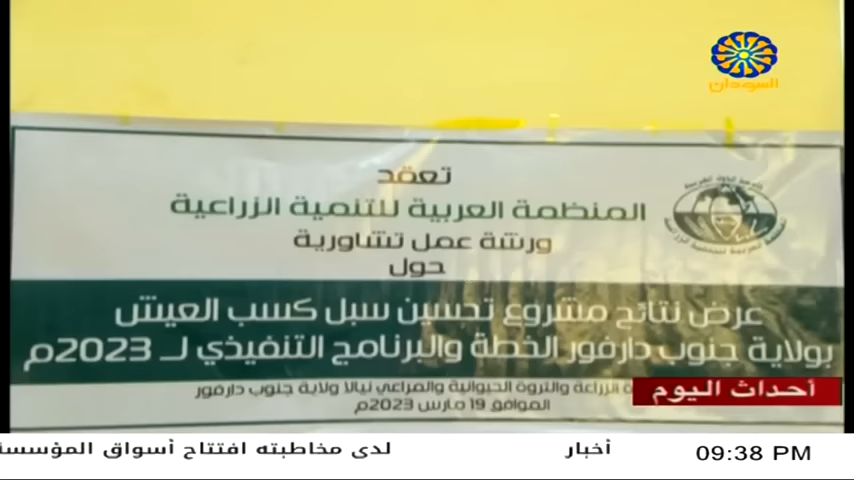 السودان
تعقد
المنظمة العربية للتنمية الزراعية
ورشة عمل تشاورية
حول
عرض نتائج مشروع تحسين سبل كسب العيش
بولاية جنوب دارفور الخطة والبرنامج التنفيذي لـ 2023م
الزراعة والثروة الحيوانية والمراعي نيالا ولاية جنوب دارفور
الموافق 19 مارس 2023م
أحداث اليوم
09:38 PM
أخبار
لدى مخاطبته افتتاح أسواق المؤسسة